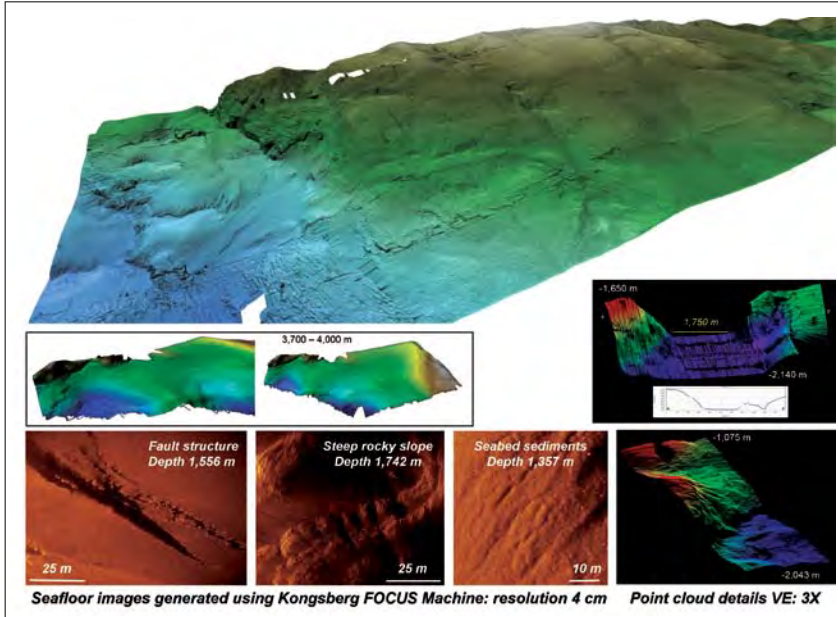 -1,650 m
1,750 m
-2,140 m
3,700 – 4,000 m
Fault structure
Depth 1,556 m
25 m
Steep rocky slope
Depth 1,742 m
25 m
Seabed sediments
Depth 1,357 m
10 m
-1,075 m
-2,043 m
Seafloor images generated using Kongsberg FOCUS Machine: resolution 4 cm
Point cloud details VE: 3X